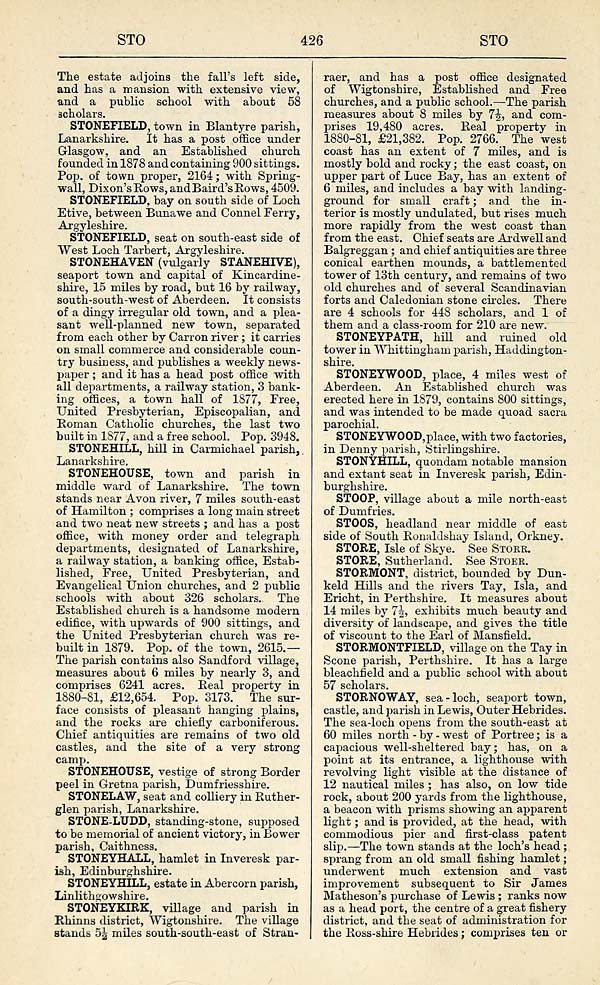 STO 426 STO
The estate adjoins the fall's left side,
and has a mansion with extensive view,
and a public school with about 58
scholars.
STONEFIELD, town in Blantyre parish,
Lanarkshire. It has a post office under
Glasgow, and an Established church
founded in 1878 and containing 900 sittings.
Pop. of town proper, 2164; with Spring-
wall, Dixon's Rows, and Baird's Rows, 4509.
STONEFIELD, bay on south side of Loch
Etive, between Bunawe and Connel Ferry,
Argyleshire.
STONEFIELD, seat on south-east side of
West Loch Tarbert, Argyleshire.
STONEHAVEN (vulgarly STANEHIVE),
seaport town and capital of Kincardine-
shire, 15 miles by road, but 16 by railway,
south-south-west of Aberdeen. It consists
of a dingy irregular old town, and a plea-
sant well-planned new town, separated
from each other by Carron river; it carries
on small commerce and considerable coun-
try business, and publishes a weekly news-
paper; and it has a head post office with
all departments, a railway station, 3 bank-
ing offices, a town hall of 1877, Free,
United Presbyterian, Episcopalian, and
Roman Catholic churches, the last two
built in 1877, and a free school. Pop. 3948.
STONEHILL, hill in Carmichael parish,
Lanarkshire.
STONEHOUSE, town and parish in
middle ward of Lanarkshire. The town
stands near Avon river, 7 miles south-east
of Hamilton; comprises a long main street
and two neat new streets; and has a post
office, with money order and telegraph
departments, designated of Lanarkshire,
a railway station, a banking office, Estab-
lished, Free, United Presbyterian, and
Evangelical Union churches, and 2 public
schools with about 326 scholars. The
Established church is a handsome modern
edifice, with upwards of 900 sittings, and
the United Presbyterian church was re-
built in 1879. Pop. of the town, 2615.—
The parish contains also Sandford village,
measures about 6 miles by nearly 3, and
comprises 6241 acres. Real property in
1880-81, £12,654. Pop. 3173. The sur-
face consists of pleasant hanging plains,
and the rocks are chiefly carboniferous.
Chief antiquities are remains of two old
castles, and the site of a very strong
camp.
STONEHOUSE, vestige of strong Border
peel in Gretna parish, Dumfriesshire.
STONELAW, seat and colliery in Ruther-
glen parish, Lanarkshire.
STONE-LUDD, standing-stone, supposed
to be memorial of ancient victory, in Bower
parish, Caithness.
STONEYHALL, hamlet in Inveresk par-
ish, Edinburghshire.
STONEYHILL, estate in Abercorn parish,
Linlithgowshire.
STONEYKIRK, village and parish in
Rhinns district, Wigtonshire. The village
stands 5½ miles south-south-east of Stran-
raer, and has a post office designated
of Wigtonshire, Established and Free
churches, and a public school.—The parish
measures about 8 miles by 7½, and com-
prises 19,480 acres. Real property in
1880-81, £21,382. Pop. 2766. The west
coast has an extent of 7 miles, and is
mostly bold and rocky; the east coast, on
upper part of Luce Bay, has an extent of
6 miles, and includes a bay with landing-
ground for small craft; and the in-
terior is mostly undulated, but rises much
more rapidly from the west coast than
from the east. Chief seats are Ardwell and
Balgreggan; and chief antiquities are three
conical earthen mounds, a battlemented
tower of 13th century, and remains of two
old churches and of several Scandinavian
forts and Caledonian stone circles. There
are 4 schools for 448 scholars, and 1 of
them and a class-room for 210 are new.
STONEYPATH, hill and ruined old
tower in Whittingham parish, Haddington-
shire.
STONEYWOOD, place, 4 miles west of
Aberdeen. An Established church was
erected here in 1879, contains 800 sittings,
and was intended to be made quoad sacra
parochial.
STONEYWOOD, place, with two factories,
in Denny parish, Stirlingshire.
STONYHILL, quondam notable mansion
and extant seat in Inveresk parish, Edin-
burghshire.
STOOP, village about a mile north-east
of Dumfries.
STOOS, headland near middle of east
side of South Ronaldshay Island, Orkney.
STORE, Isle of Skye. See STORR.
STORE, Sutherland. See STOER.
STORMONT, district, bounded by Dun-
keld Hills and the rivers Tay, Isla, and
Ericht, in Perthshire. It measures about
14 miles by 7½, exhibits much beauty and
diversity of landscape, and gives the title
of viscount to the Earl of Mansfield.
STORMONTFIELD, village on the Tay in
Scone parish, Perthshire. It has a large
bleachfield and a public school with about
57 scholars.
STORNOWAY, sea-loch, seaport town,
castle, and parish in Lewis, Outer Hebrides.
The sea-loch opens from the south-east at
60 miles north-by-west of Portree; is a
capacious well-sheltered bay; has, on a
point at its entrance, a lighthouse with
revolving light visible at the distance of
12 nautical miles; has also, on low tide
rock, about 200 yards from the lighthouse,
a beacon with prisms showing an apparent
light; and is provided, at the head, with
commodious pier and first-class patent
slip.—The town stands at the loch's head;
sprang from an old small fishing hamlet;
underwent much extension and vast
improvement subsequent to Sir James
Matheson's purchase of Lewis; ranks now
as a head port, the centre of a great fishery
district, and the seat of administration for
the Ross-shire Hebrides; comprises ten or